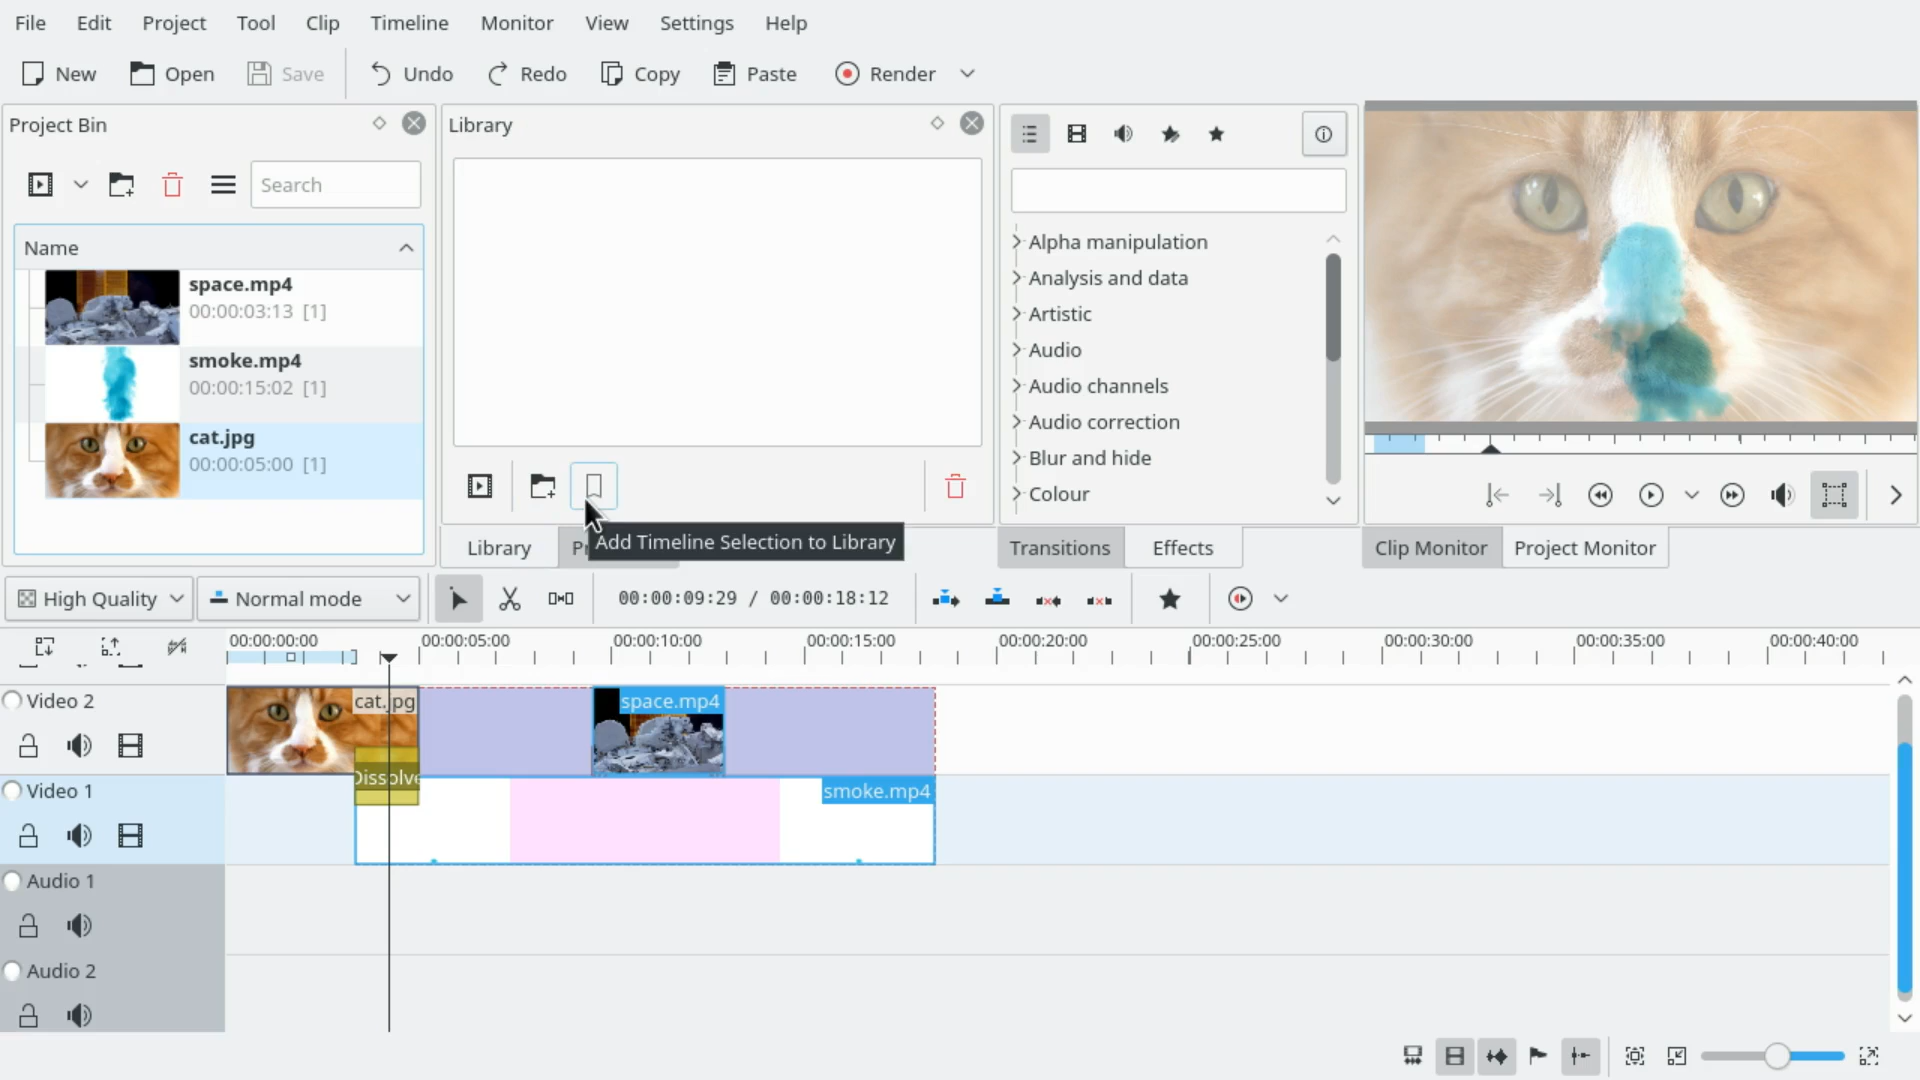 File Edit Project Tool Clip Timeline Monitor View Settings Help
New Open Save Undo Redo Copy Paste Render
Project Bin
Search
Name
space.mp4
00:00:03:13 [1]
smoke.mp4
00:00:15:02 [1]
cat.jpg
00:00:05:00 [1]
Library
Add Timeline Selection to Library
Library
Alpha manipulation
Analysis and data
Artistic
Audio
Audio channels
Audio correction
Blur and hide
Colour
Transitions Effects
Clip Monitor Project Monitor
High Quality Normal mode 00:00:09:29 / 00:00:18:12
00:00:00:00 00:00:05:00 00:00:10:00 00:00:15:00 00:00:20:00 00:00:25:00 00:00:30:00 00:00:35:00 00:00:40:00
Video 2
cat.jpg
space.mp4
Dissolve
Video 1
smoke.mp4
Audio 1
Audio 2